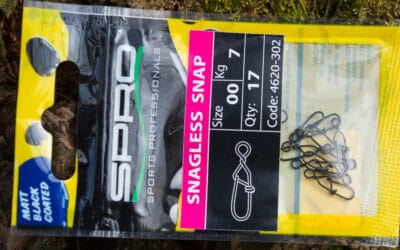 MATT
BLACK
COATED
SPRO
SPORTS PROFESSIONALS
SNAGLESS SNAP
Size 00
Kg 7
Qty: 17
Code: 4620-302